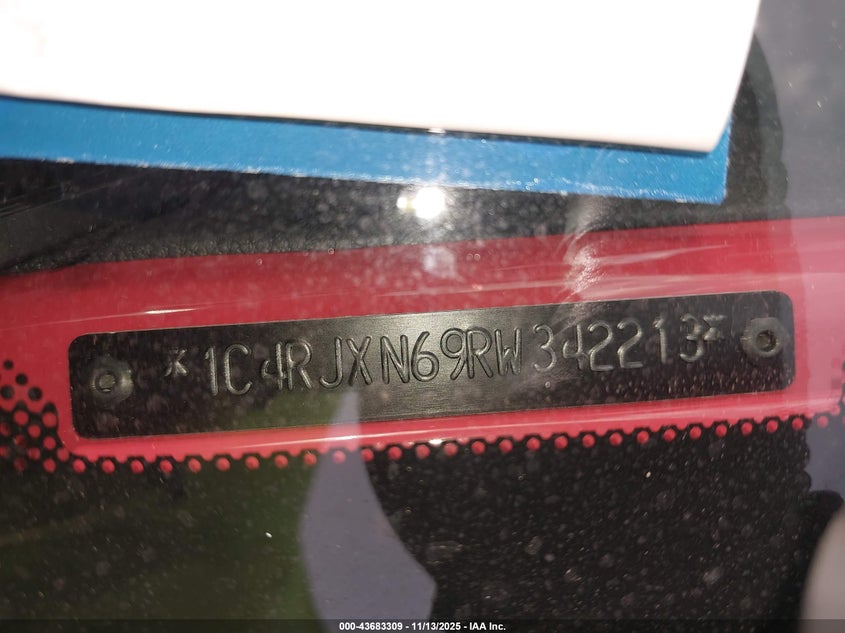 *1C4RJXN69RW342213*
000-43683309 - 11/13/2025 - IAA Inc.